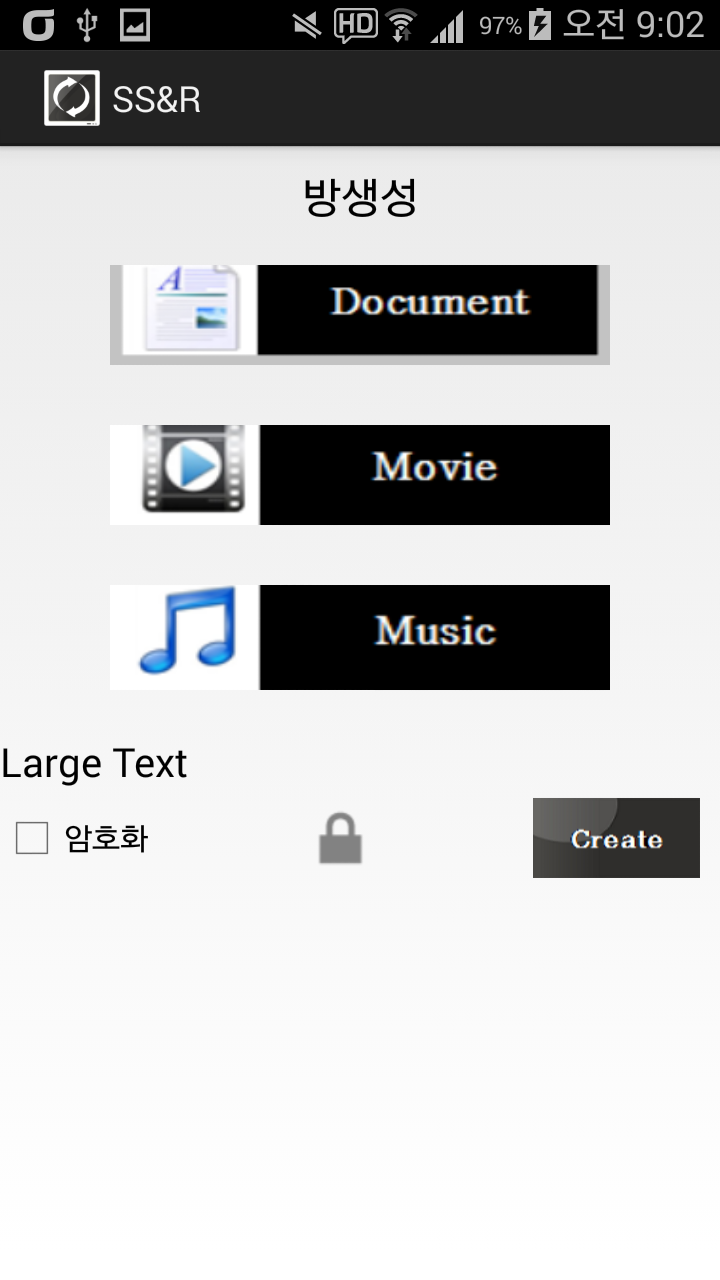 HD 97% 오전 9:02
SS&R
방생성
A
Document
Movie
Music
Large Text
암호화 Create